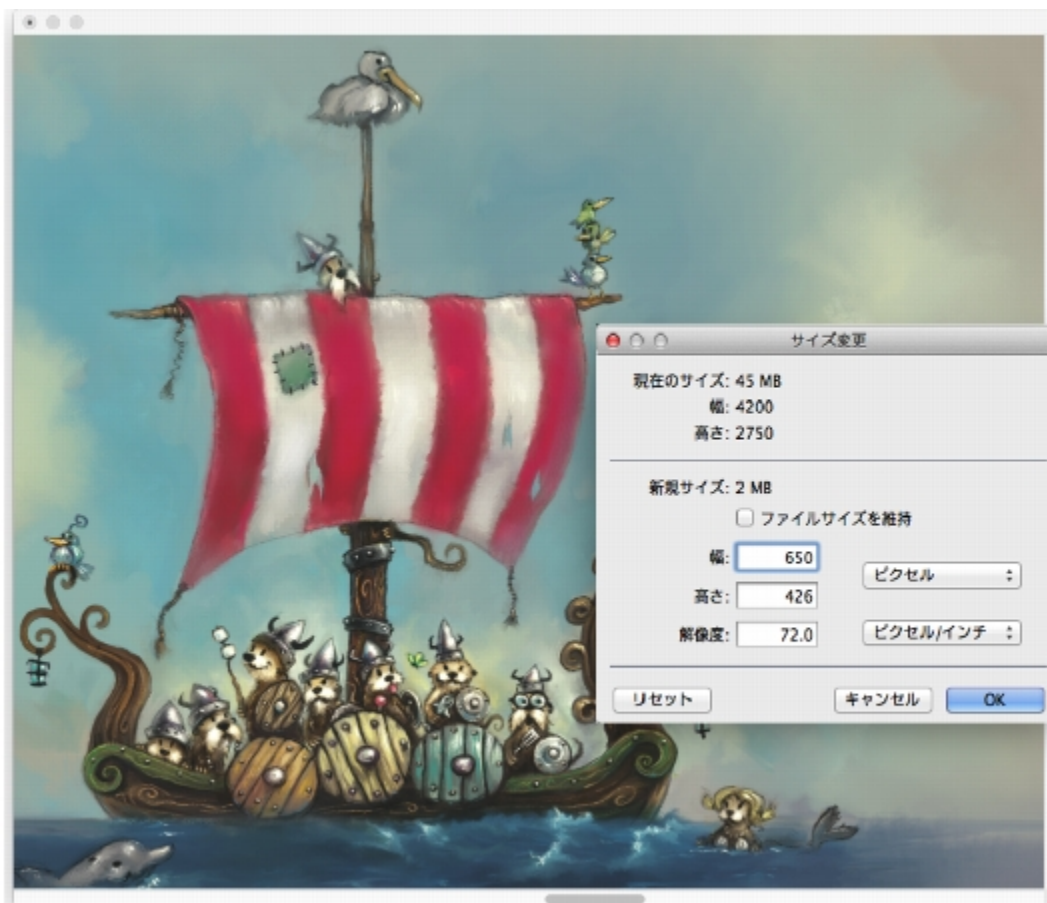 サイズ変更
現在のサイズ: 45 MB
幅: 4200
高さ: 2750
新規サイズ: 2 MB
ファイルサイズを維持
幅: 650
ピクセル
高さ: 426
解像度: 72.0 ピクセル/インチ
リセット キャンセル OK